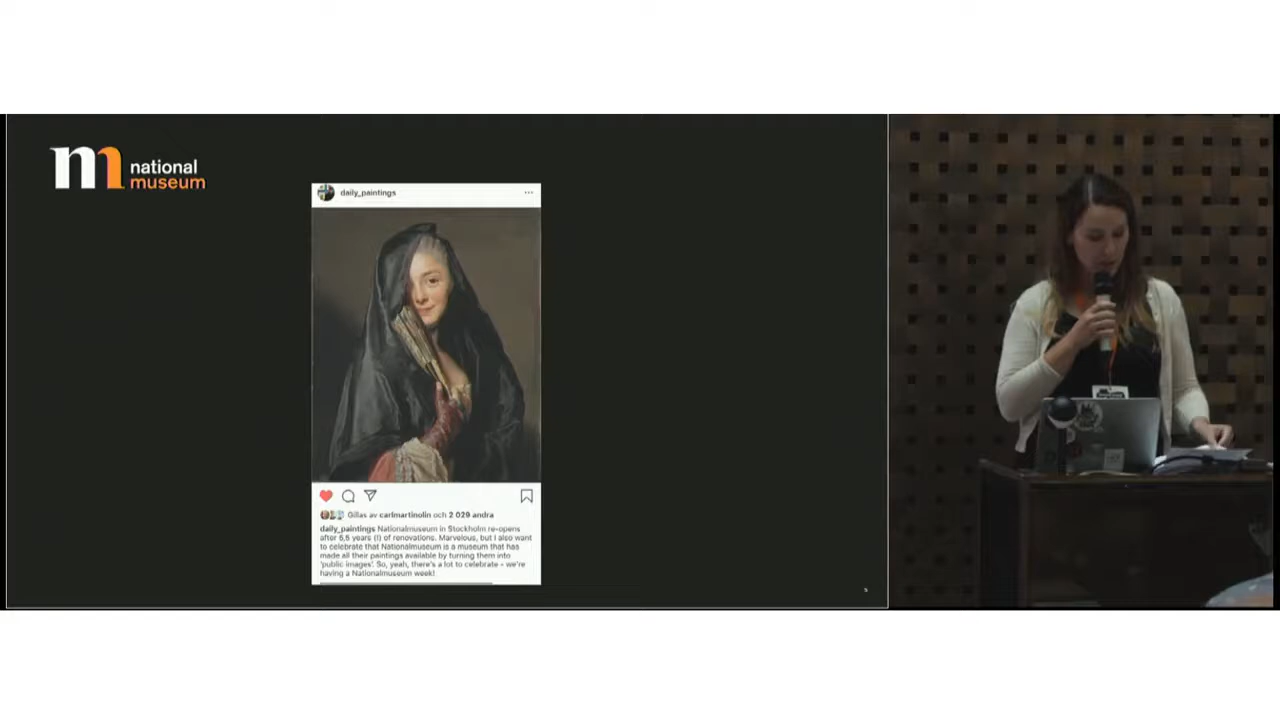 m national
museum
daily_paintings
Gillas av carlmartinolin och 2 029 andra
daily_paintings Nationalmuseum in Stockholm re-opens
after 5,5 years (!) of renovations. Marvelous, but I also want
to celebrate that Nationalmuseum is a museum that has
made all their paintings available by turning them into
'public images'. So, yeah, there's a lot to celebrate - we're
having a Nationalmuseum week!